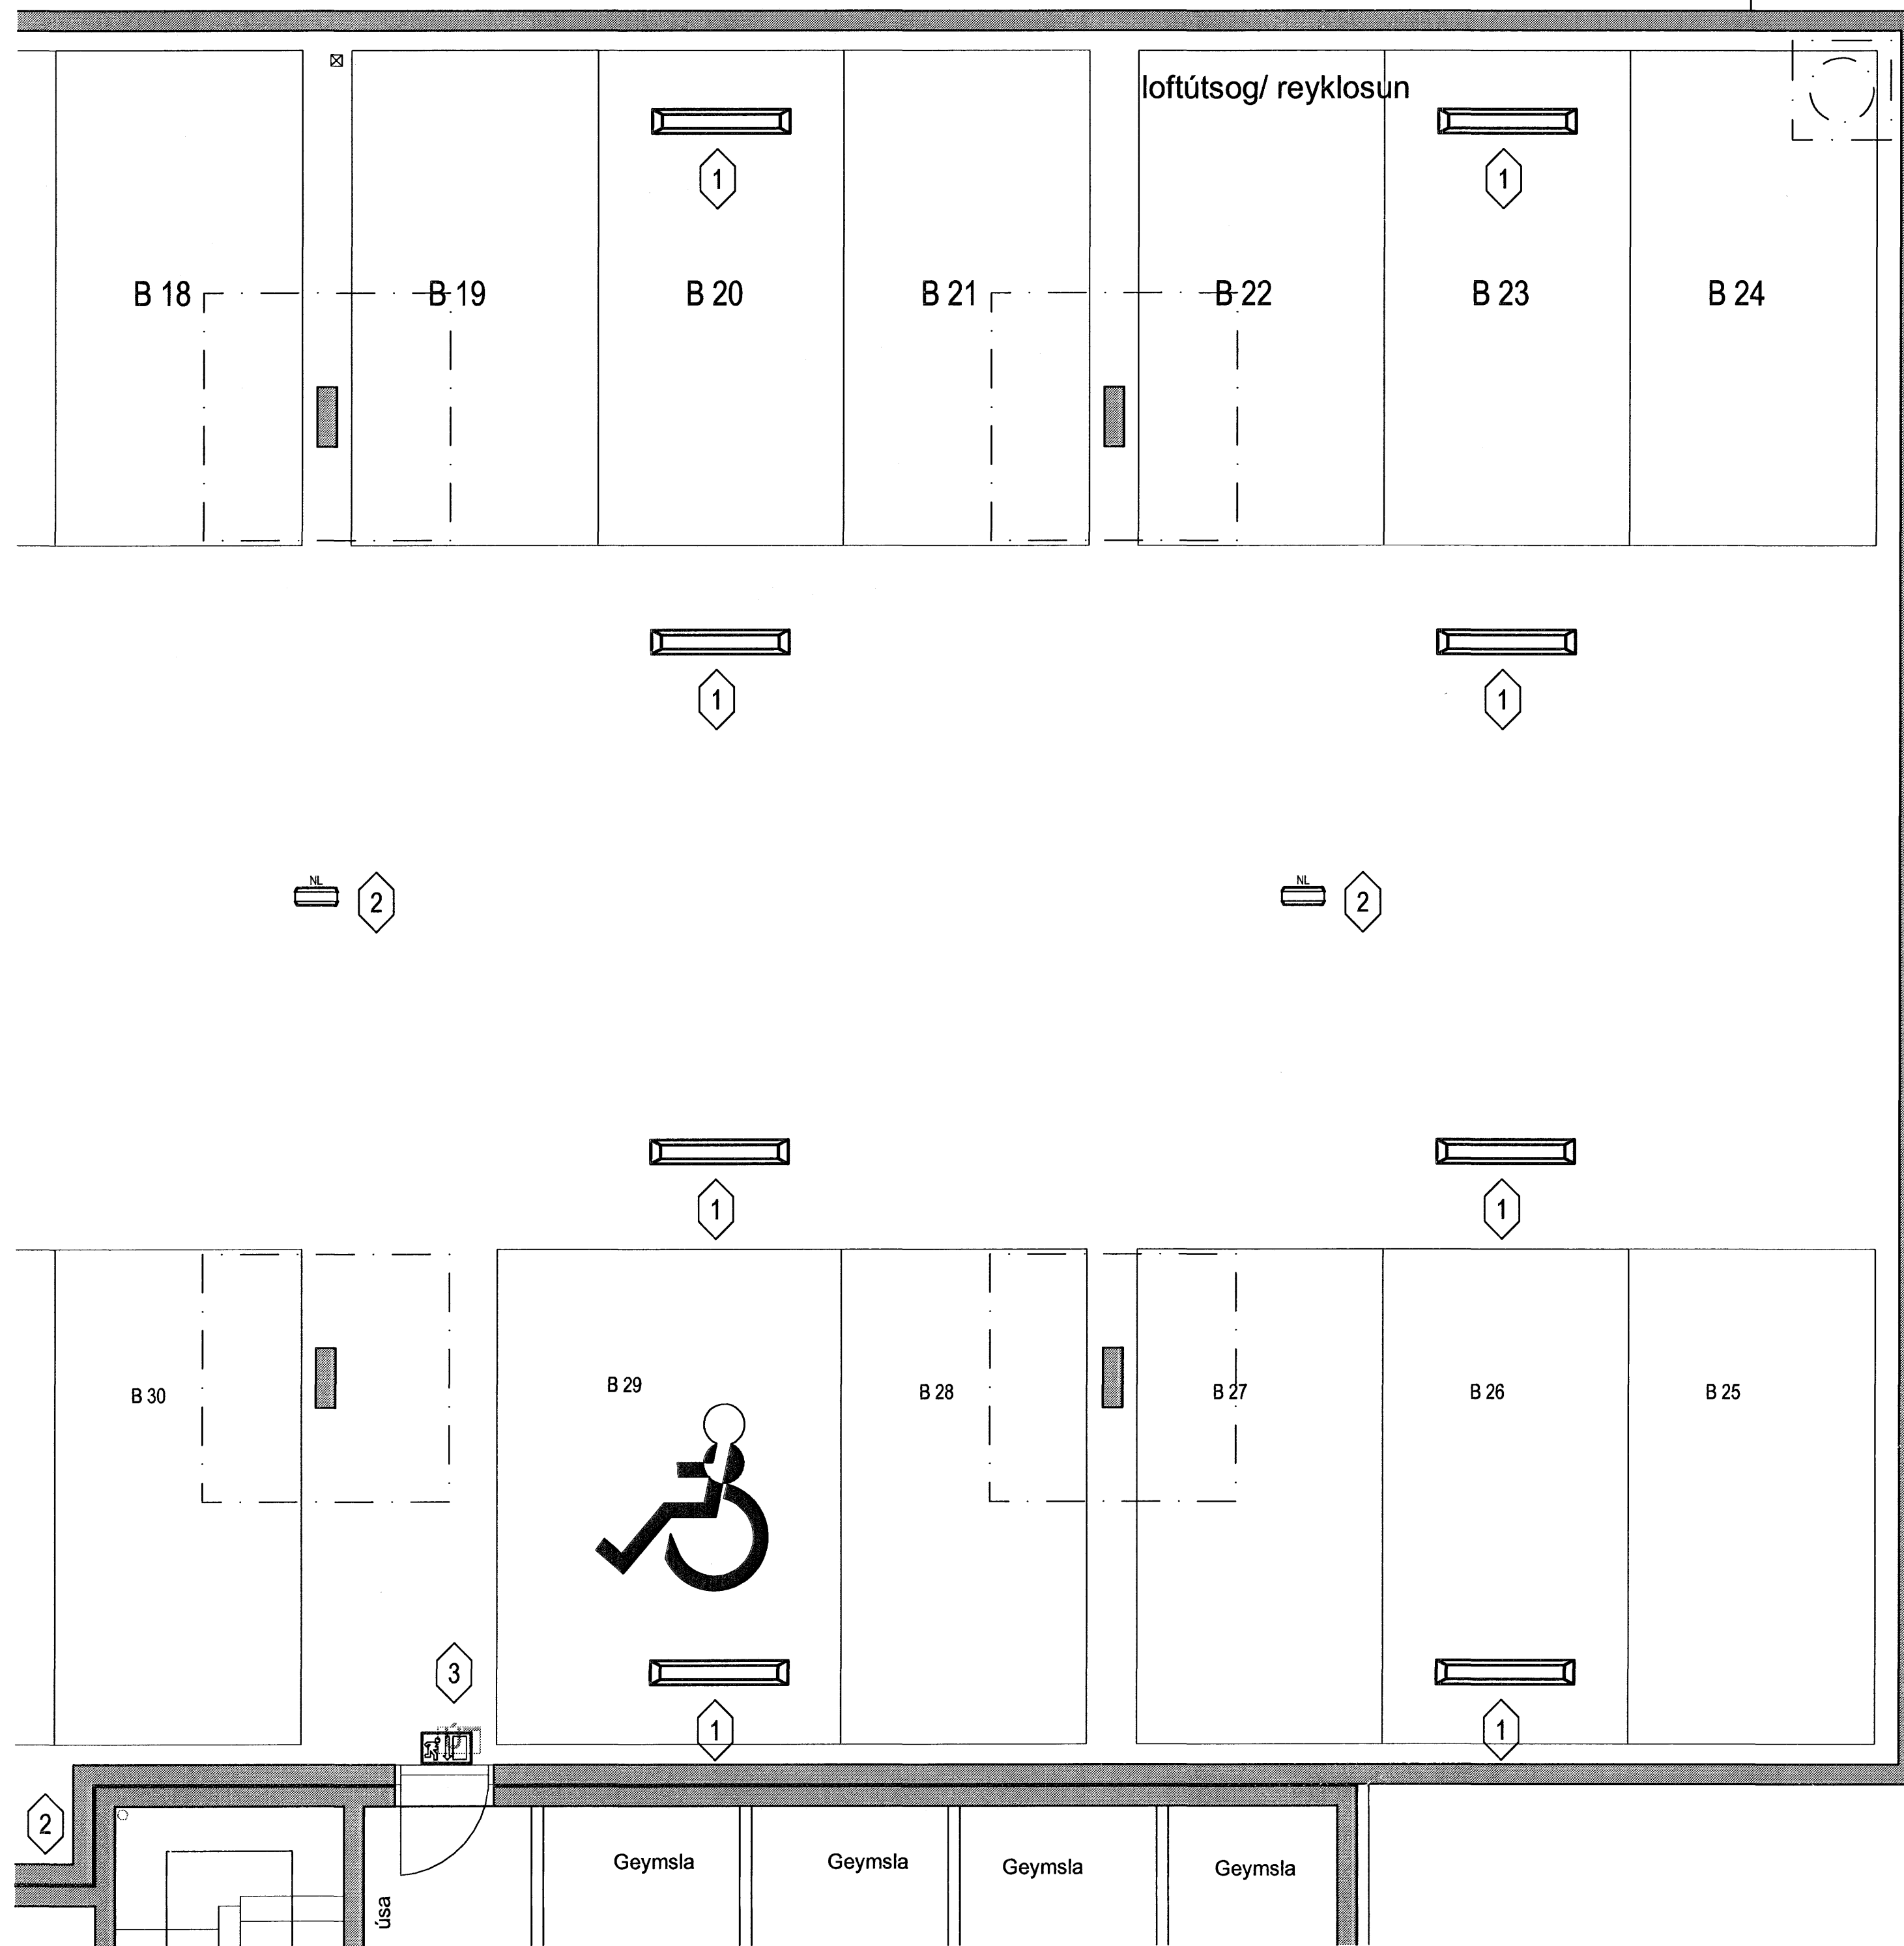 loftútsog/ reyklosun
1
1
B 18
B 19
B 20
B 21
B 22
B 23
B 24
1
1
NL
2
NL
2
1
1
B 30
B 29
B 28
B 27
B 26
B 25
3
1
1
2
úsa
Geymsla
Geymsla
Geymsla
Geymsla